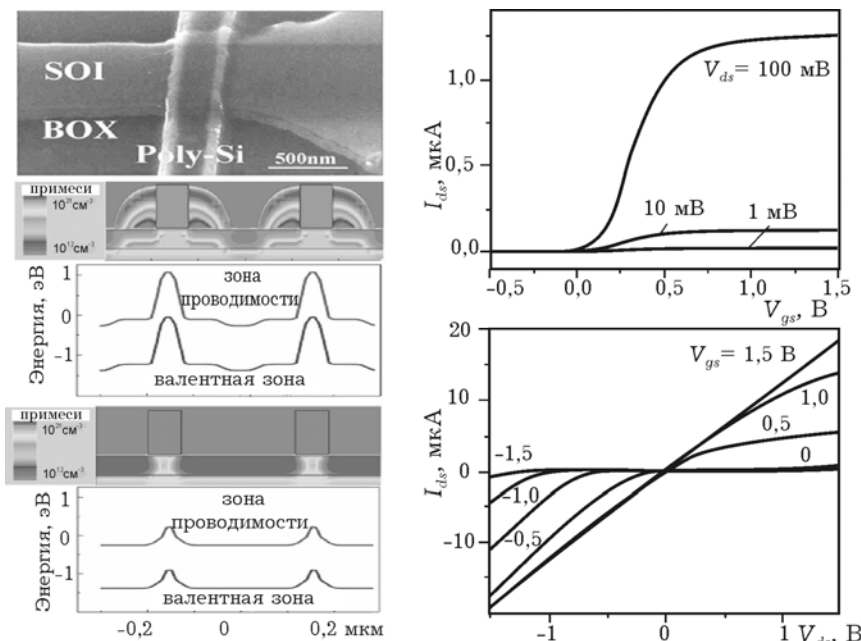 SOI
BOX
Poly-Si
500nm
примеси
10²¹см⁻³
10¹²см⁻³
Энергия, эВ
1
0
-1
зона
проводимости
валентная зона
примеси
10²¹см⁻³
10¹²см⁻³
Энергия, эВ
1
0
-1
зона
проводимости
валентная зона
-0,2
0
0,2 мкм
I_ds, мкА
1,0
0,5
0,0
V_ds= 100 мВ
10 мВ
1 мВ
-0,5
0,0
0,5
1,0
1,5
V_gs, В
I_ds, мкА
20
10
0
-10
V_gs = 1,5 В
1,0
0,5
0
-1,5
-1,0
-0,5
-1
0
1
V_ds, В